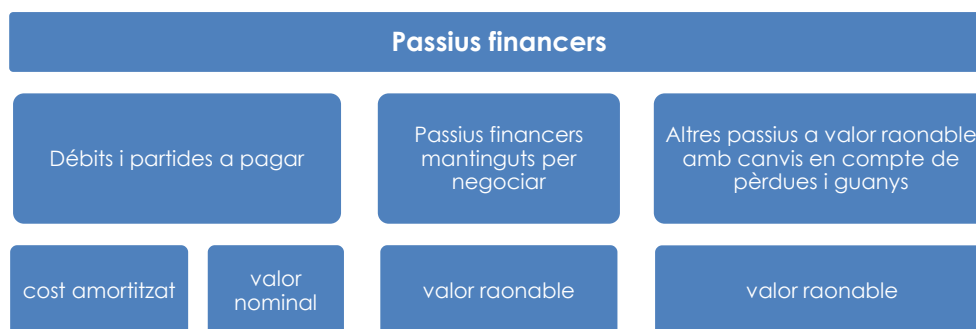 Passius financers
Débits i partides a pagar
Passius financers
mantinguts per
negociar
Altres passius a valor raonable
amb canvis en compte de
pèrdues i guanys
cost amortitzat
valor
nominal
valor raonable
valor raonable